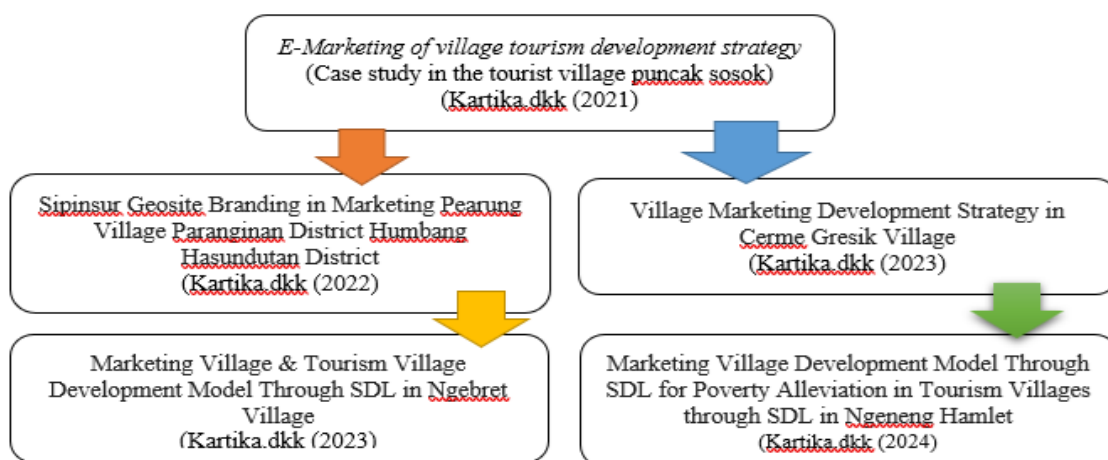 E-Marketing of village tourism development strategy
(Case study in the tourist village puncak sosok)
(Kartika.dkk (2021)
Sipinsur Geosite Branding in Marketing Pearung
Village Paranginan District Humbang
Hasundutan District
(Kartika.dkk (2022)
Village Marketing Development Strategy in
Cerme Gresik Village
(Kartika.dkk (2023)
Marketing Village & Tourism Village
Development Model Through SDL in Ngebret
Village
(Kartika.dkk (2023)
Marketing Village Development Model Through
SDL for Poverty Alleviation in Tourism Villages
through SDL in Ngeneng Hamlet
(Kartika.dkk (2024)